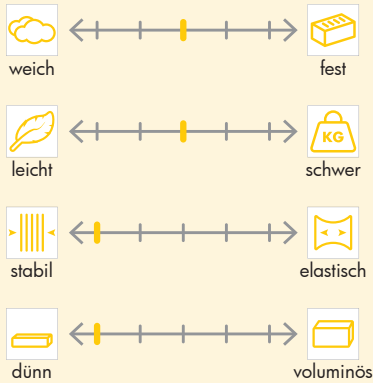 weich fest
KG
leicht schwer
stabil elastisch
dünn voluminös